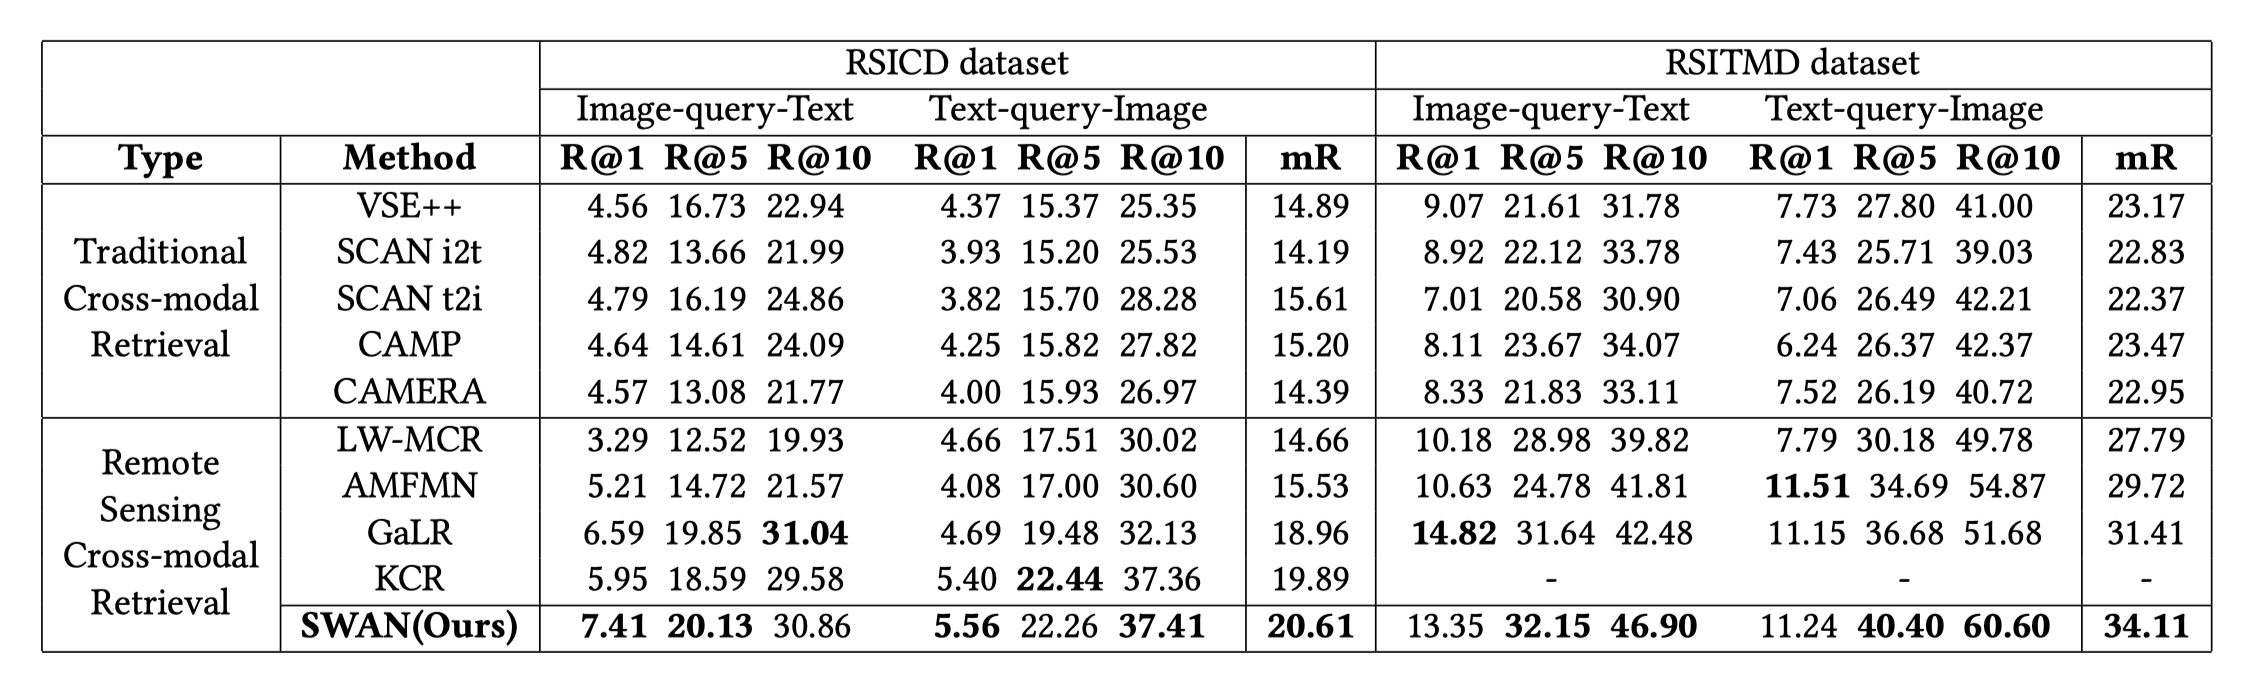 RSICD dataset RSITMD dataset
Image-query-Text Text-query-Image Image-query-Text Text-query-Image
Type Method R@1 R@5 R@10 R@1 R@5 R@10 mR R@1 R@5 R@10 R@1 R@5 R@10 mR
Traditional Cross-modal Retrieval
VSE++ 4.56 16.73 22.94 4.37 15.37 25.35 14.89 9.07 21.61 31.78 7.73 27.80 41.00 23.17
SCAN i2t 4.82 13.66 21.99 3.93 15.20 25.53 14.19 8.92 22.12 33.78 7.43 25.71 39.03 22.83
SCAN t2i 4.79 16.19 24.86 3.82 15.70 28.28 15.61 7.01 20.58 30.90 7.06 26.49 42.21 22.37
CAMP 4.64 14.61 24.09 4.25 15.82 27.82 15.20 8.11 23.67 34.07 6.24 26.37 42.37 23.47
CAMERA 4.57 13.08 21.77 4.00 15.93 26.97 14.39 8.33 21.83 33.11 7.52 26.19 40.72 22.95
Remote Sensing Cross-modal Retrieval
LW-MCR 3.29 12.52 19.93 4.66 17.51 30.02 14.66 10.18 28.98 39.82 7.79 30.18 49.78 27.79
AMFMN 5.21 14.72 21.57 4.08 17.00 30.60 15.53 10.63 24.78 41.81 11.51 34.69 54.87 29.72
GaLR 6.59 19.85 31.04 4.69 19.48 32.13 18.96 14.82 31.64 42.48 11.15 36.68 51.68 31.41
KCR 5.95 18.59 29.58 5.40 22.44 37.36 19.89 - - -
SWAN(Ours) 7.41 20.13 30.86 5.56 22.26 37.41 20.61 13.35 32.15 46.90 11.24 40.40 60.60 34.11